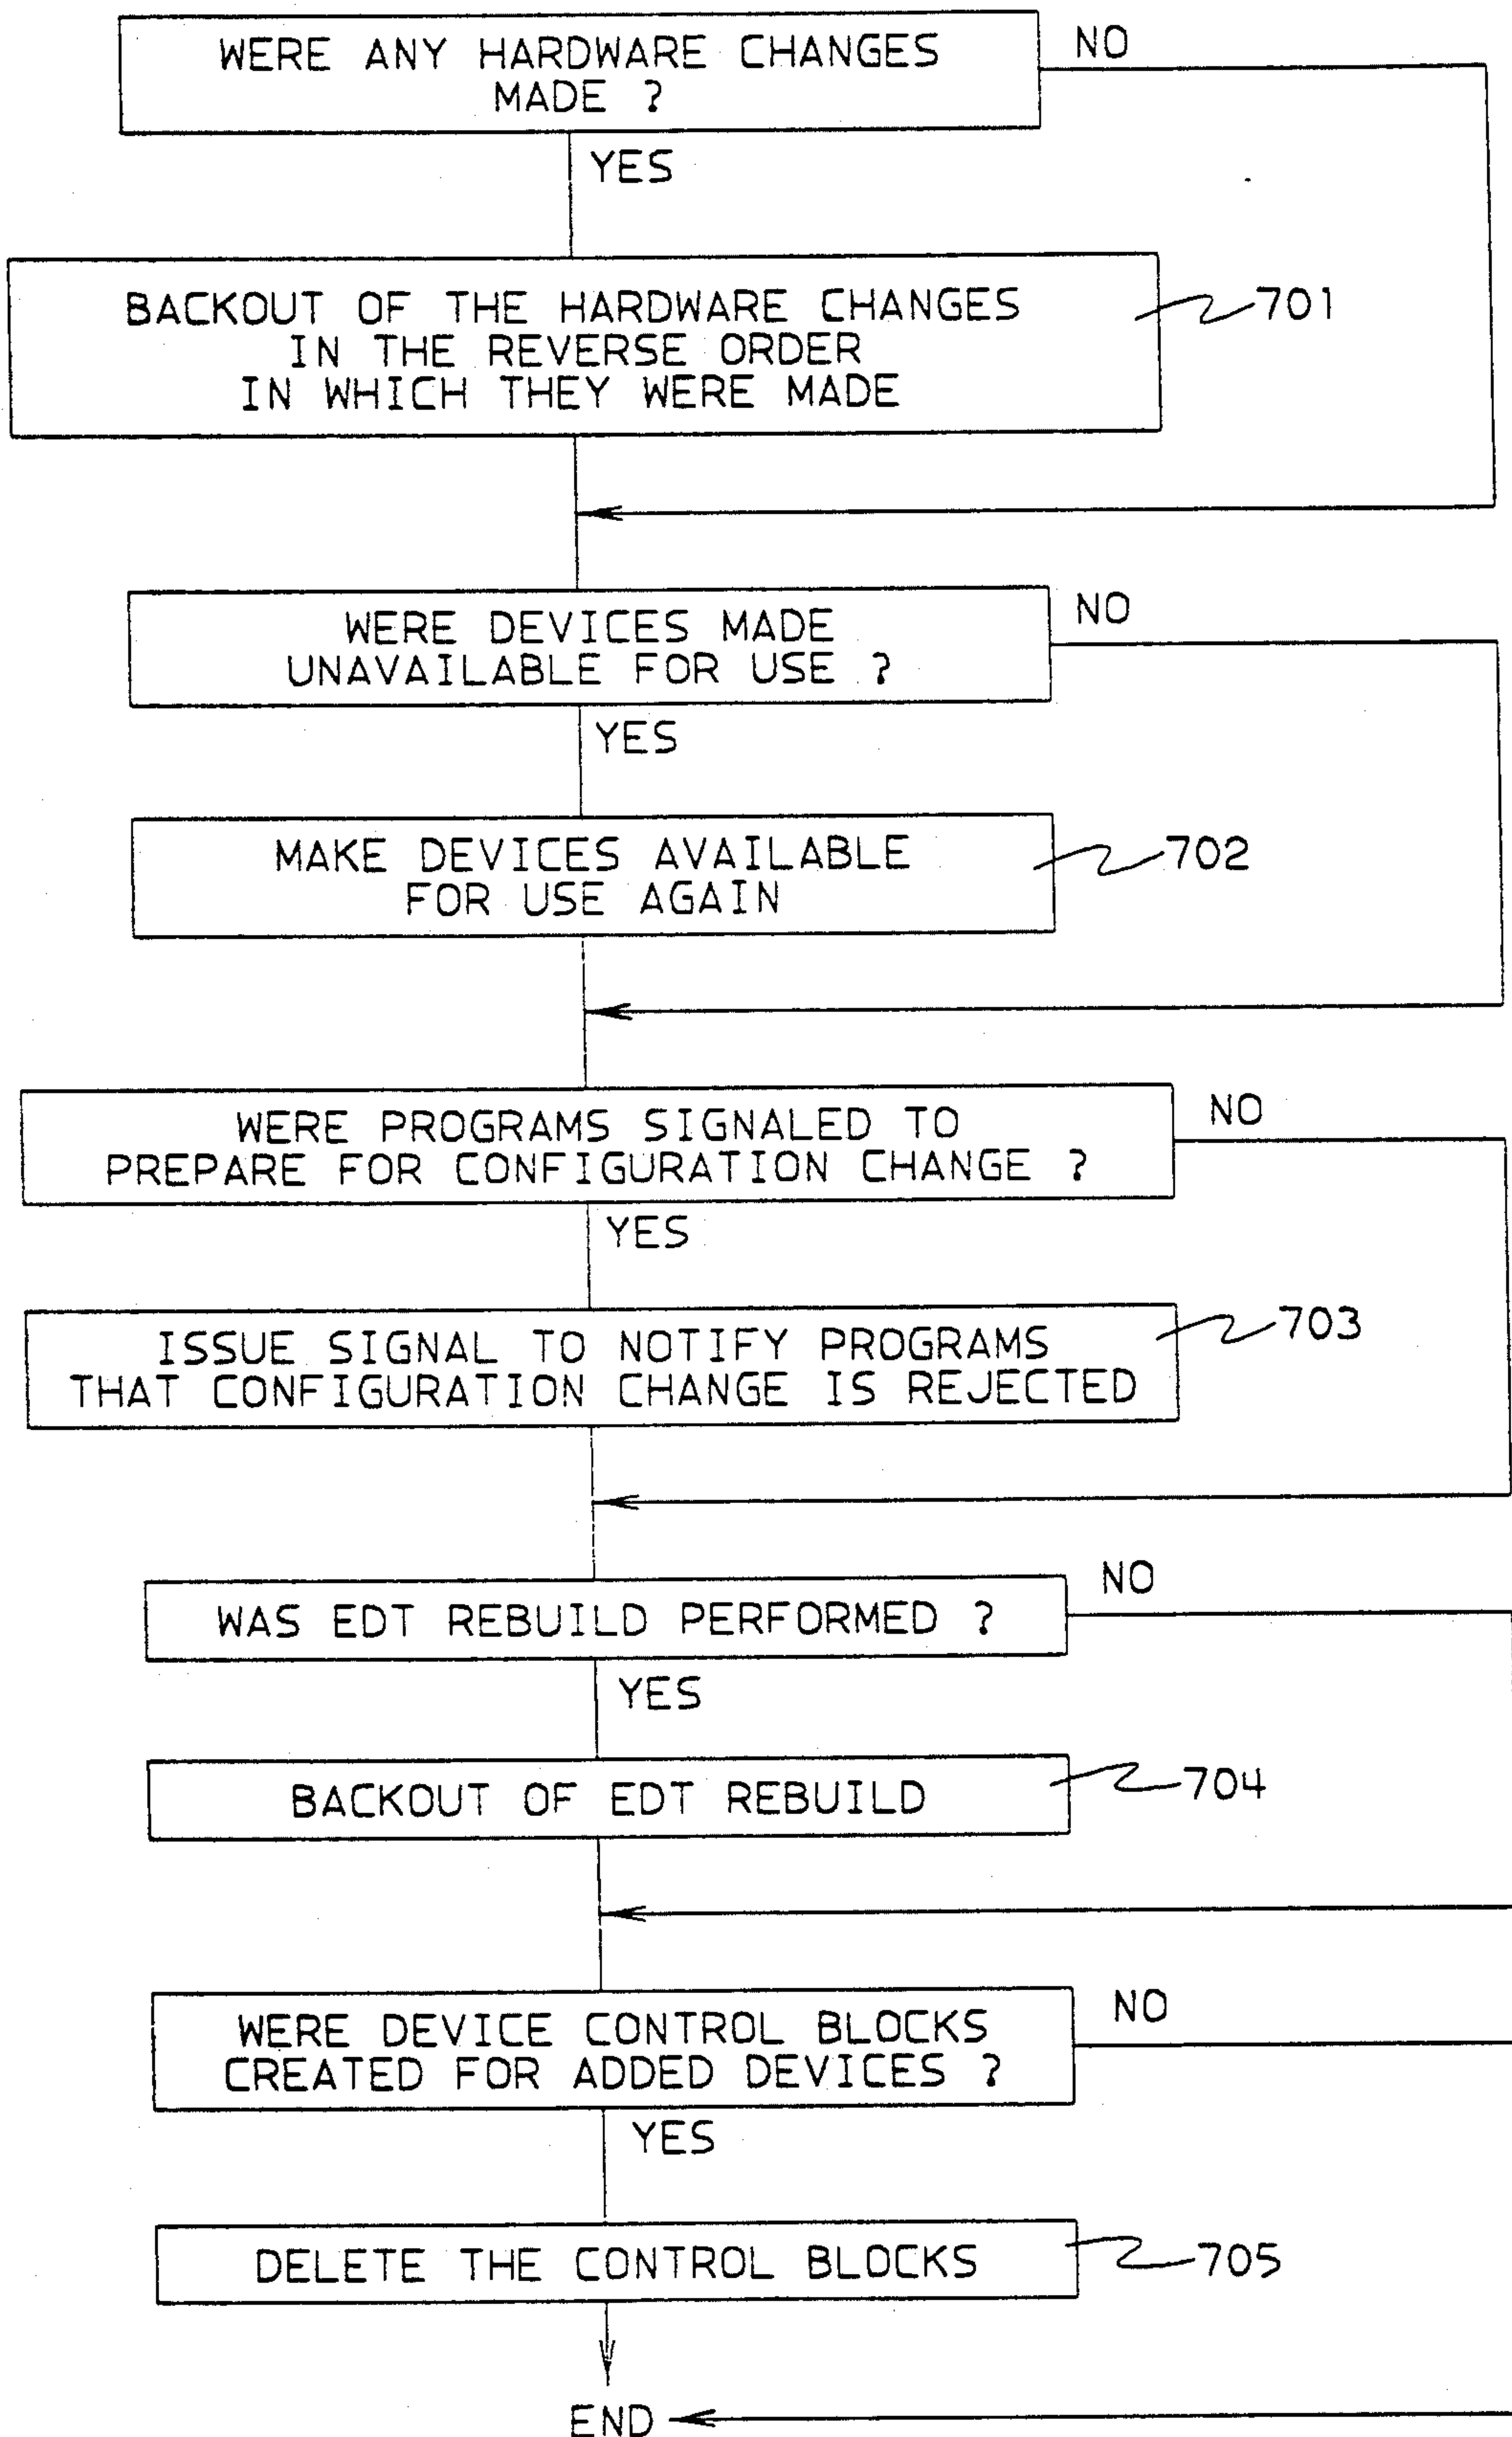 WERE ANY HARDWARE CHANGES
MADE ?
NO
YES
BACKOUT OF THE HARDWARE CHANGES
IN THE REVERSE ORDER
IN WHICH THEY WERE MADE
701
WERE DEVICES MADE
UNAVAILABLE FOR USE ?
NO
YES
MAKE DEVICES AVAILABLE
FOR USE AGAIN
702
WERE PROGRAMS SIGNALED TO
PREPARE FOR CONFIGURATION CHANGE ?
NO
YES
ISSUE SIGNAL TO NOTIFY PROGRAMS
THAT CONFIGURATION CHANGE IS REJECTED
703
WAS EDT REBUILD PERFORMED ?
NO
YES
BACKOUT OF EDT REBUILD
704
WERE DEVICE CONTROL BLOCKS
CREATED FOR ADDED DEVICES ?
NO
YES
DELETE THE CONTROL BLOCKS
705
END